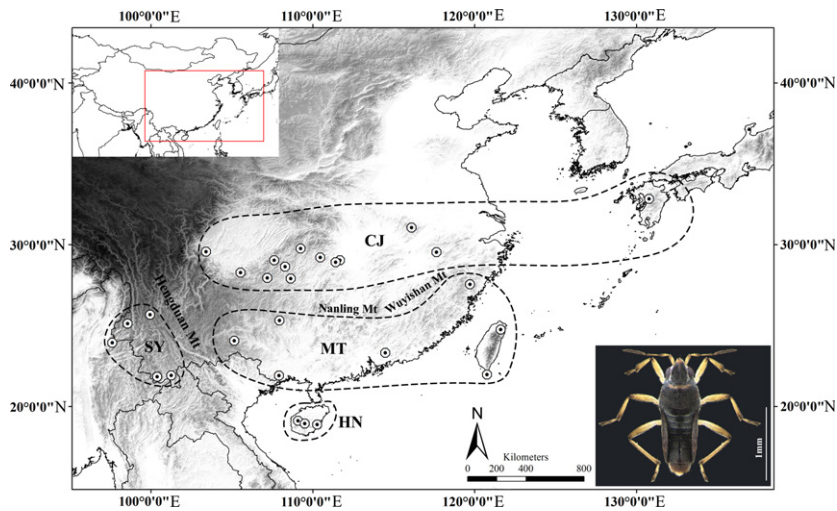 100°0'0"E 110°0'0"E 120°0'0"E 130°0'0"E
40°0'0"N 40°0'0"N
30°0'0"N 30°0'0"N
20°0'0"N 20°0'0"N
CJ
Hengduan Mt
Nanling Mt
Wuyishan Mt
SY
MT
HN
N
Kilometers
0 200 400 800
1mm
100°0'0"E 110°0'0"E 120°0'0"E 130°0'0"E